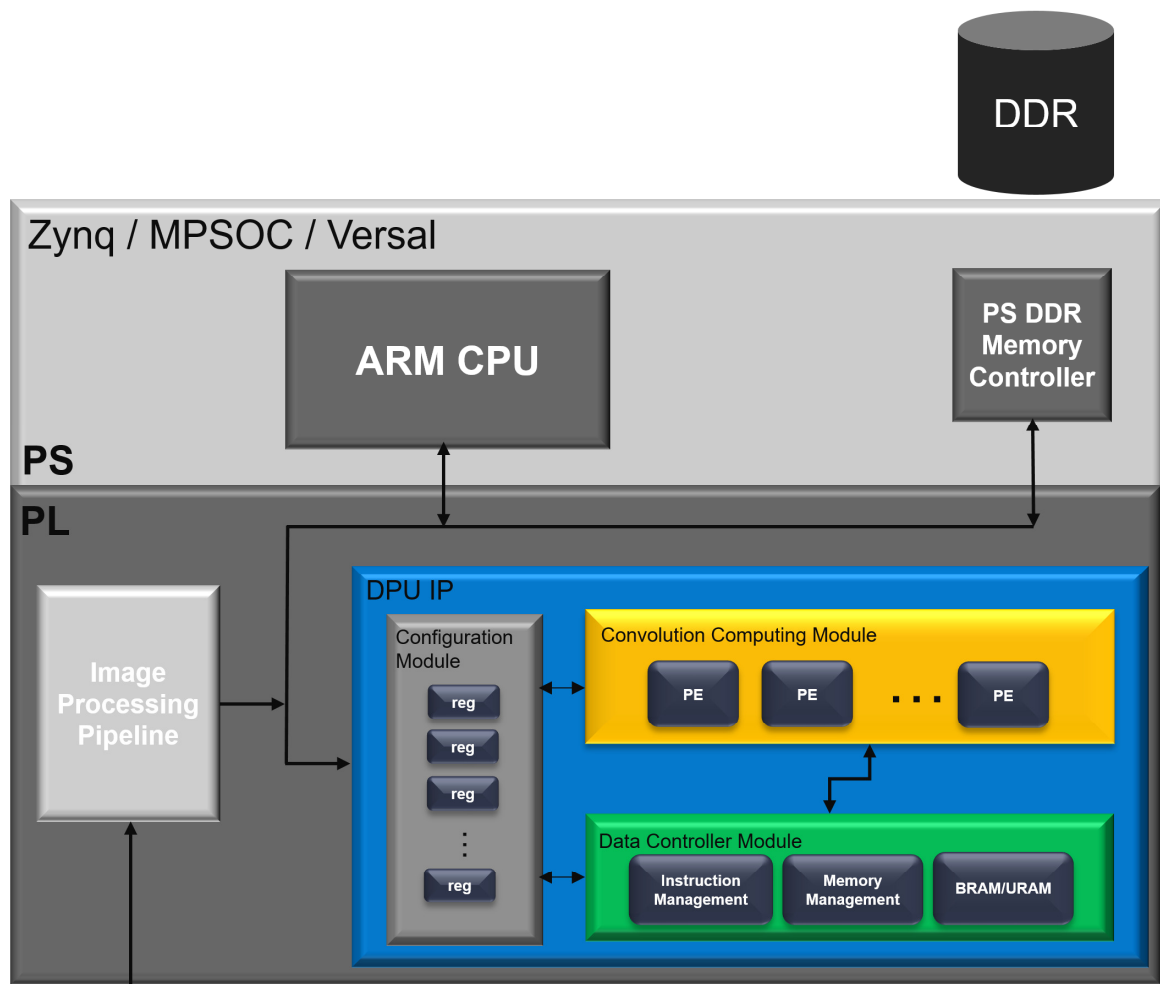 DDR
Zynq / MPSOC / Versal
ARM CPU
PS DDR
Memory
Controller
PS
PL
DPU IP
Image
Processing
Pipeline
Configuration
Module
reg
reg
reg
reg
Convolution Computing Module
PE
PE
...
PE
Data Controller Module
Instruction
Management
Memory
Management
BRAM/URAM